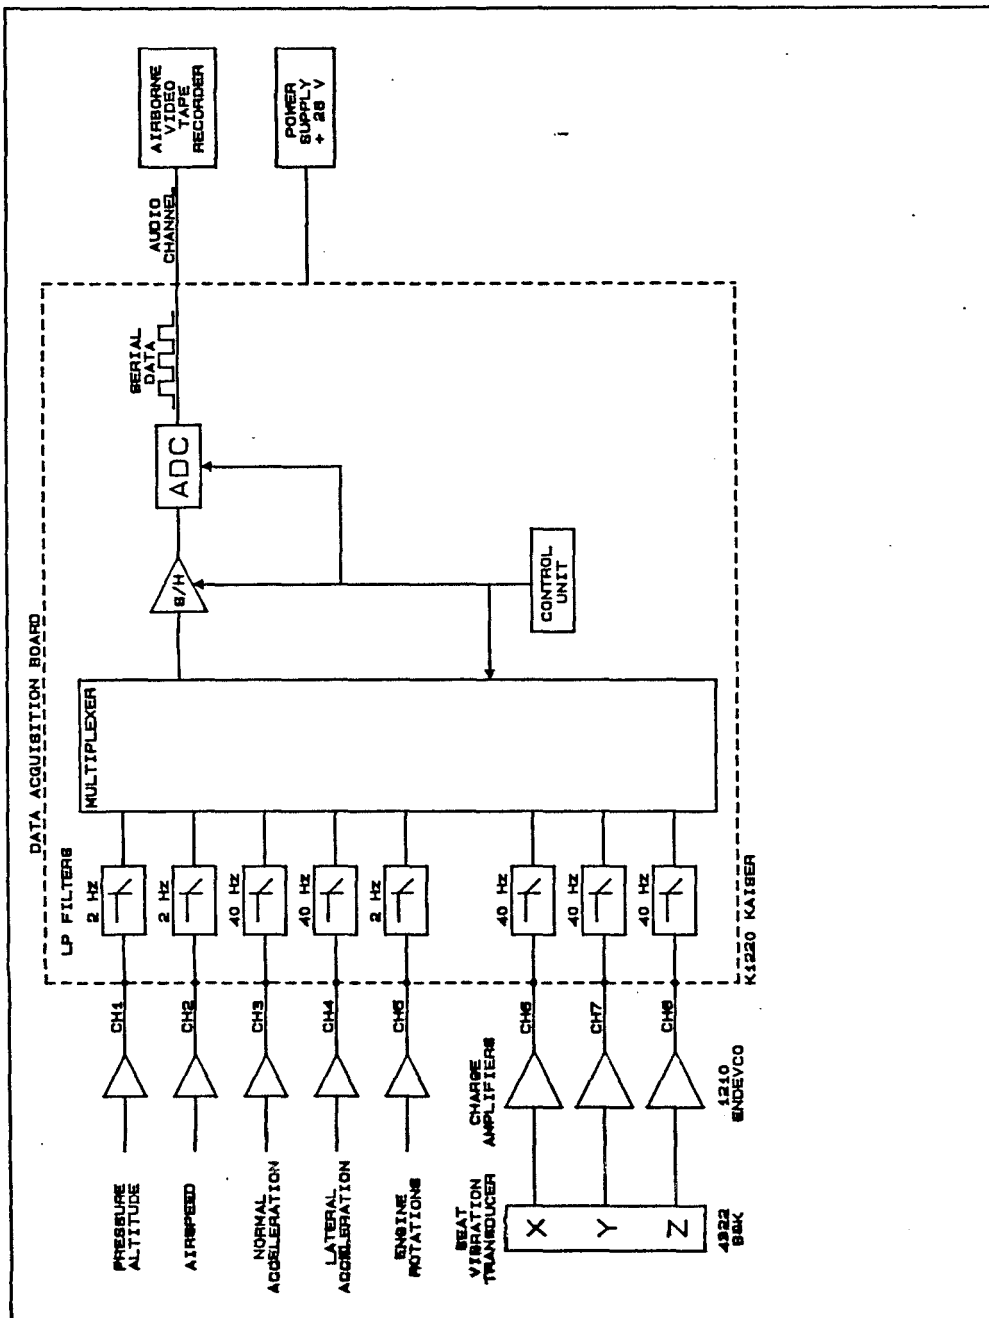 AIRBORNE
VIDEO
TAPE
RECORDER
POWER
SUPPLY
+ 28 V
AUDIO
CHANNEL
SERIAL
DATA
ADC
S/H
CONTROL
UNIT
DATA ACQUISITION BOARD
MULTIPLEXER
LP FILTERS
2 Hz
2 Hz
40 Hz
40 Hz
2 Hz
40 Hz
40 Hz
40 Hz
K1220 KAISER
CH1
CH2
CH3
CH4
CH5
CH6
CH7
CH8
CHARGE
AMPLIFIERS
1210
ENDEVCO
PRESSURE
ALTITUDE
AIRSPEED
NORMAL
ACCELERATION
LATERAL
ACCELERATION
ENGINE
ROTATIONS
SEAT
VIBRATION
TRANSDUCER
X
Y
Z
4322
B&K